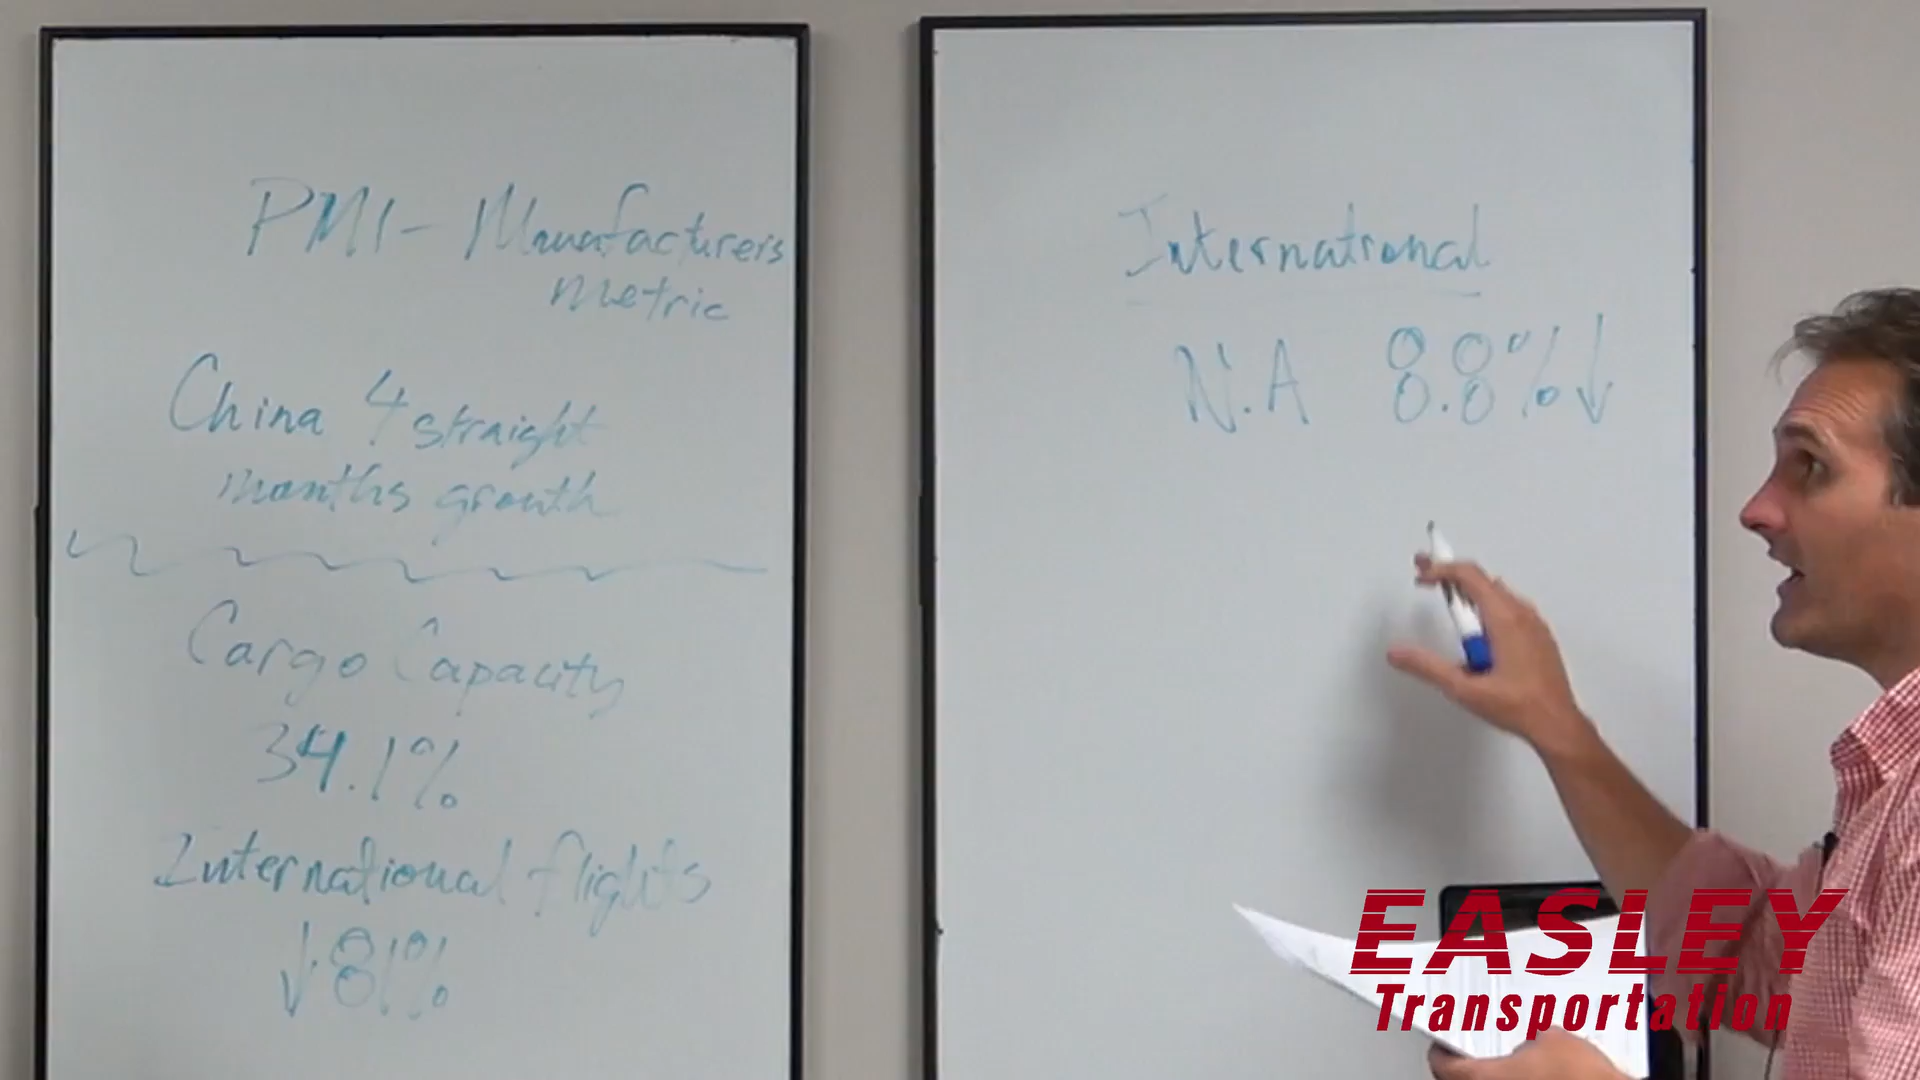 PMI - Manufacturers
Metric
China 4 straight
months growth
Cargo Capacity
34.1%
International flights
↓ 81%
International
N.A 8.8% ↓
EASLEY
Transportation